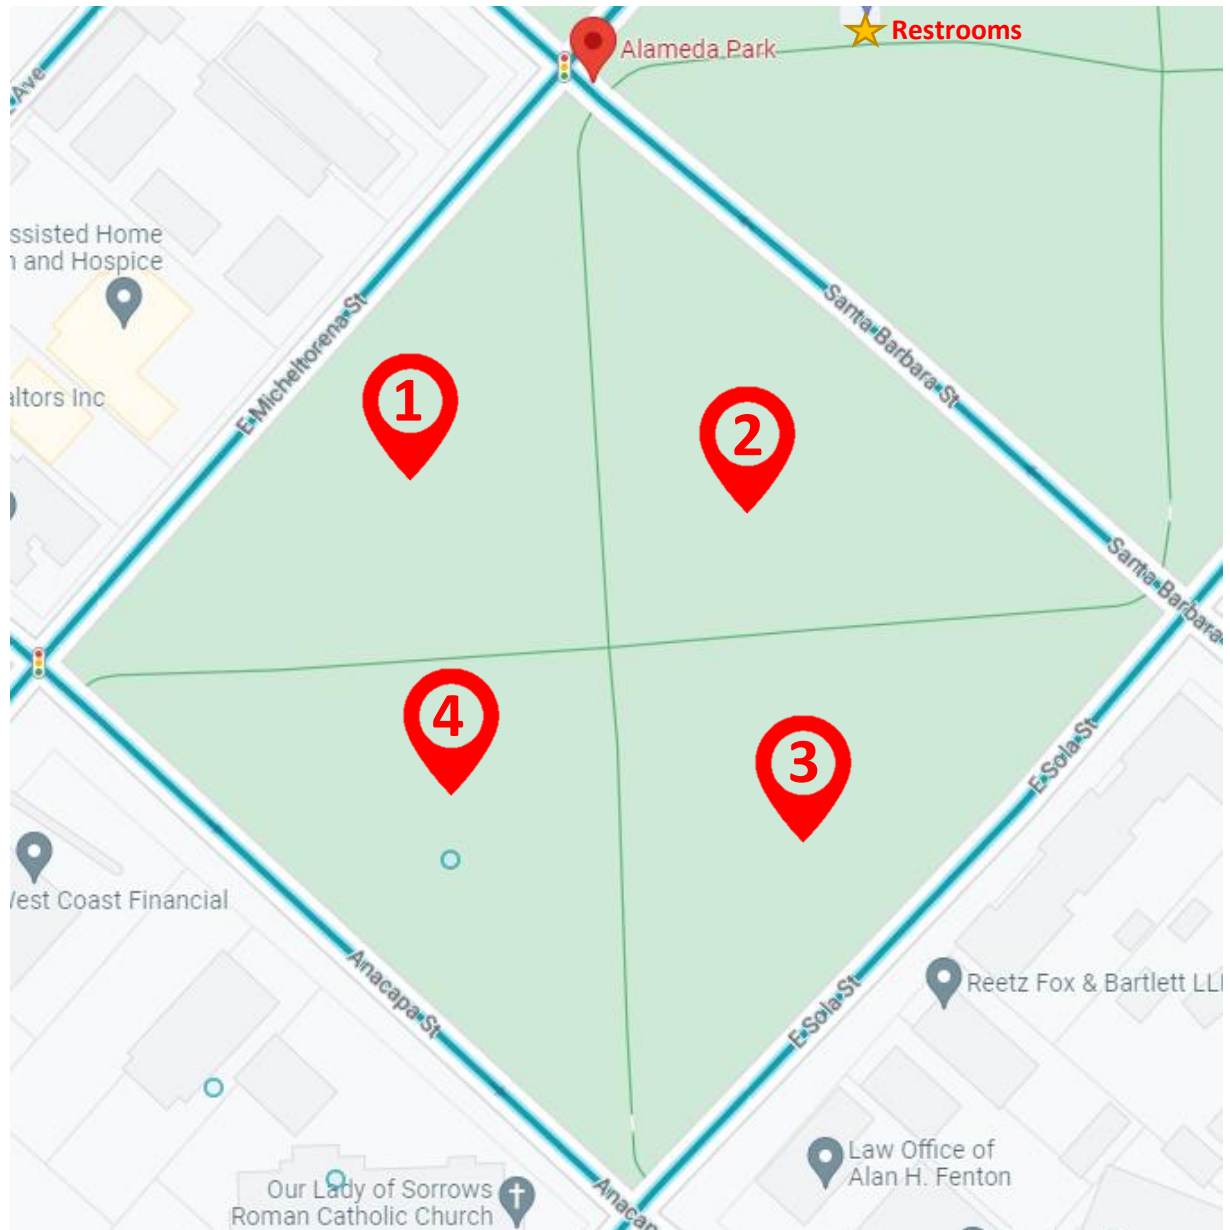 Restrooms
Alameda Park
Ave
ssisted Home
n and Hospice
altors Inc
E Micheltorena St
Santa Barbara St
1
2
Santa Barbara
4
3
E Sola St
West Coast Financial
Anacapa St
E Sola St
Reetz Fox & Bartlett LL
Law Office of
Alan H. Fenton
Our Lady of Sorrows
Roman Catholic Church
Anacap